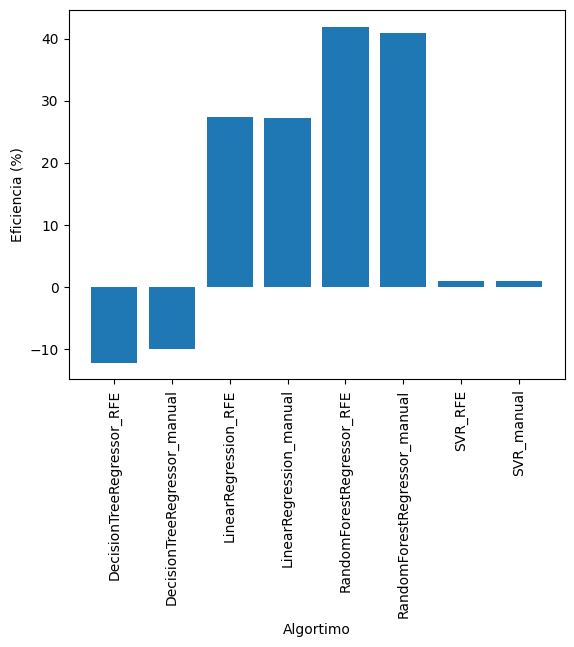 Eficiencia (%)
40
30
20
10
0
−10
DecisionTreeRegressor_RFE
DecisionTreeRegressor_manual
LinearRegression_RFE
LinearRegression_manual
RandomForestRegressor_RFE
RandomForestRegressor_manual
SVR_RFE
SVR_manual
Algortimo